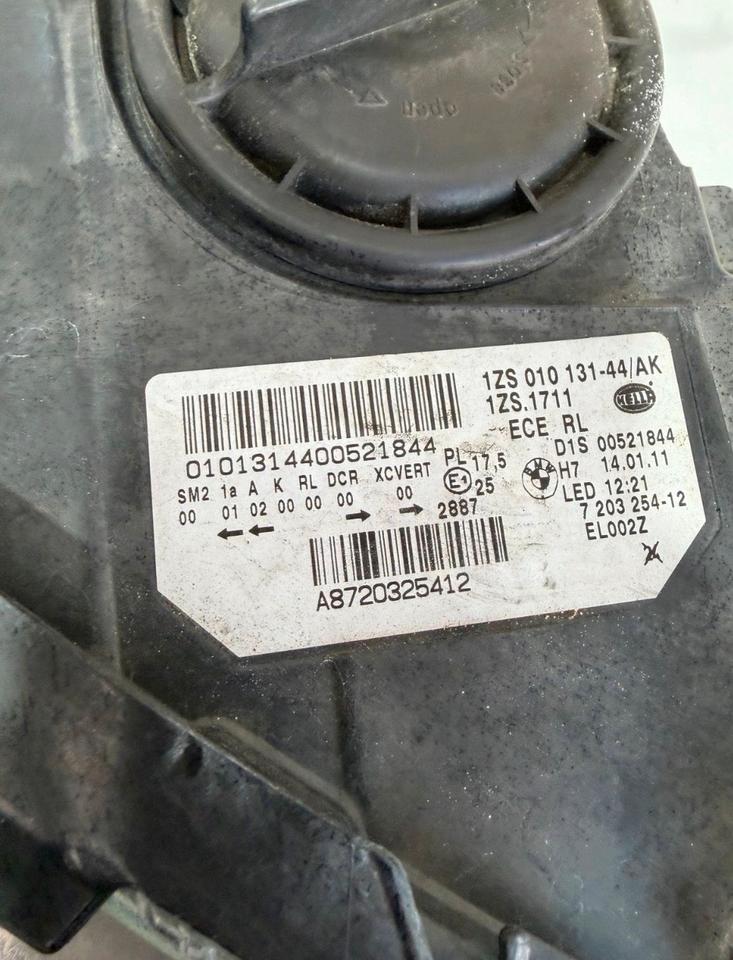 open
1ZS 010 131-44/AK
1ZS.1711
HELLA
ECE RL
0101314400521844
PL 17,5
D1S 00521844
SM2 1a A K RL DCR XCVERT
E1 25
BMW
H7 14.01.11
00 01 02 00 00 00 00
2887
LED 12:21
← ← → →
7 203 254-12
EL002Z
A8720325412